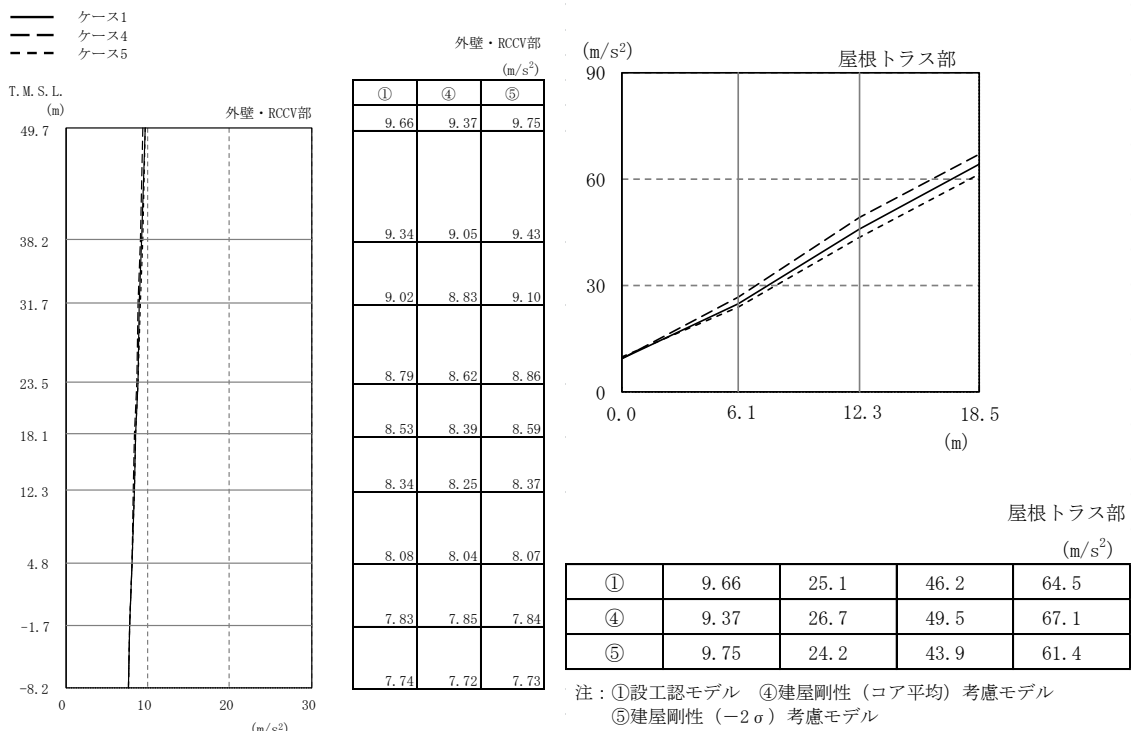 ケース1
ケース4
ケース5
T.M.S.L.
(m)
外壁・RCCV部
49.7
38.2
31.7
23.5
18.1
12.3
4.8
-1.7
-8.2
0 10 20 30
(m/s²)
外壁・RCCV部
(m/s²)
① ④ ⑤
9.66 9.37 9.75
9.34 9.05 9.43
9.02 8.83 9.10
8.79 8.62 8.86
8.53 8.39 8.59
8.34 8.25 8.37
8.08 8.04 8.07
7.83 7.85 7.84
7.74 7.72 7.73
(m/s²)
屋根トラス部
90
60
30
0
0.0 6.1 12.3 18.5
(m)
屋根トラス部
(m/s²)
① 9.66 25.1 46.2 64.5
④ 9.37 26.7 49.5 67.1
⑤ 9.75 24.2 43.9 61.4
注：①設工認モデル ④建屋剛性（コア平均）考慮モデル
⑤建屋剛性（－2σ）考慮モデル